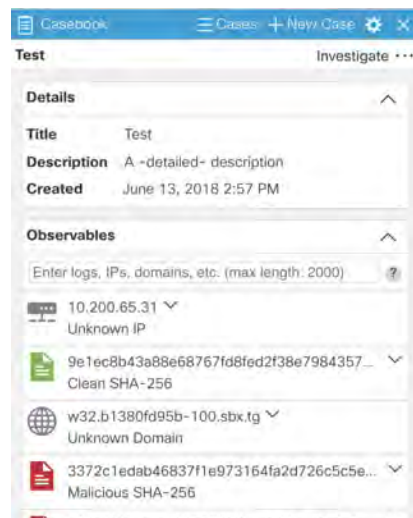 Casebook Cases + New Case
Test Investigate ...
Details
Title Test
Description A -detailed- description
Created June 13, 2018 2:57 PM
Observables
Enter logs, IPs, domains, etc. (max length: 2000) ?
10.200.65.31
Unknown IP
9e1ec8b43a88e68767fd8fed2f38e7984357...
Clean SHA-256
w32.b1380fd95b-100.sbx.tg
Unknown Domain
3372c1edab46837f1e973164fa2d726c5c5e...
Malicious SHA-256